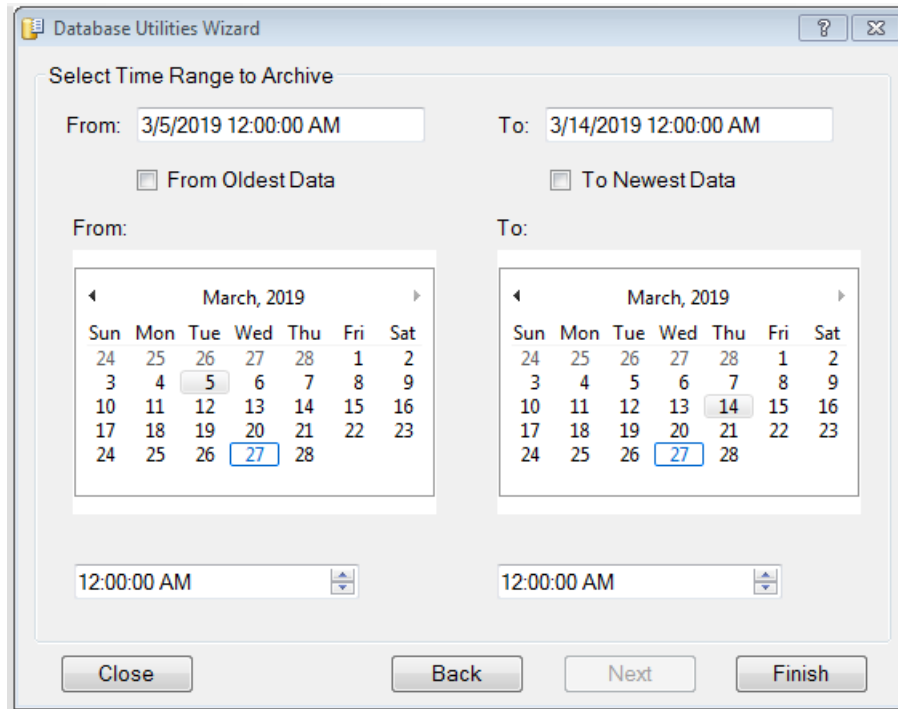 Database Utilities Wizard
Select Time Range to Archive
From: 3/5/2019 12:00:00 AM
To: 3/14/2019 12:00:00 AM
From Oldest Data
To Newest Data
From:
To:
March, 2019
Sun Mon Tue Wed Thu Fri Sat
24 25 26 27 28 1 2
3 4 5 6 7 8 9
10 11 12 13 14 15 16
17 18 19 20 21 22 23
24 25 26 27 28
March, 2019
Sun Mon Tue Wed Thu Fri Sat
24 25 26 27 28 1 2
3 4 5 6 7 8 9
10 11 12 13 14 15 16
17 18 19 20 21 22 23
24 25 26 27 28
12:00:00 AM
12:00:00 AM
Close
Back
Next
Finish